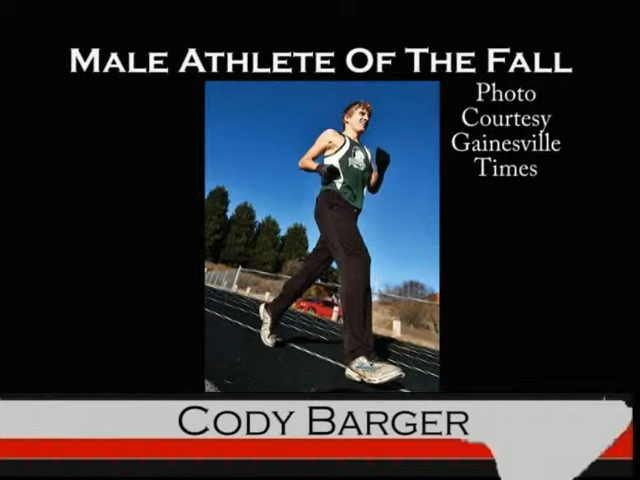 MALE ATHLETE OF THE FALL
Photo
Courtesy
Gainesville
Times
CODY BARGER